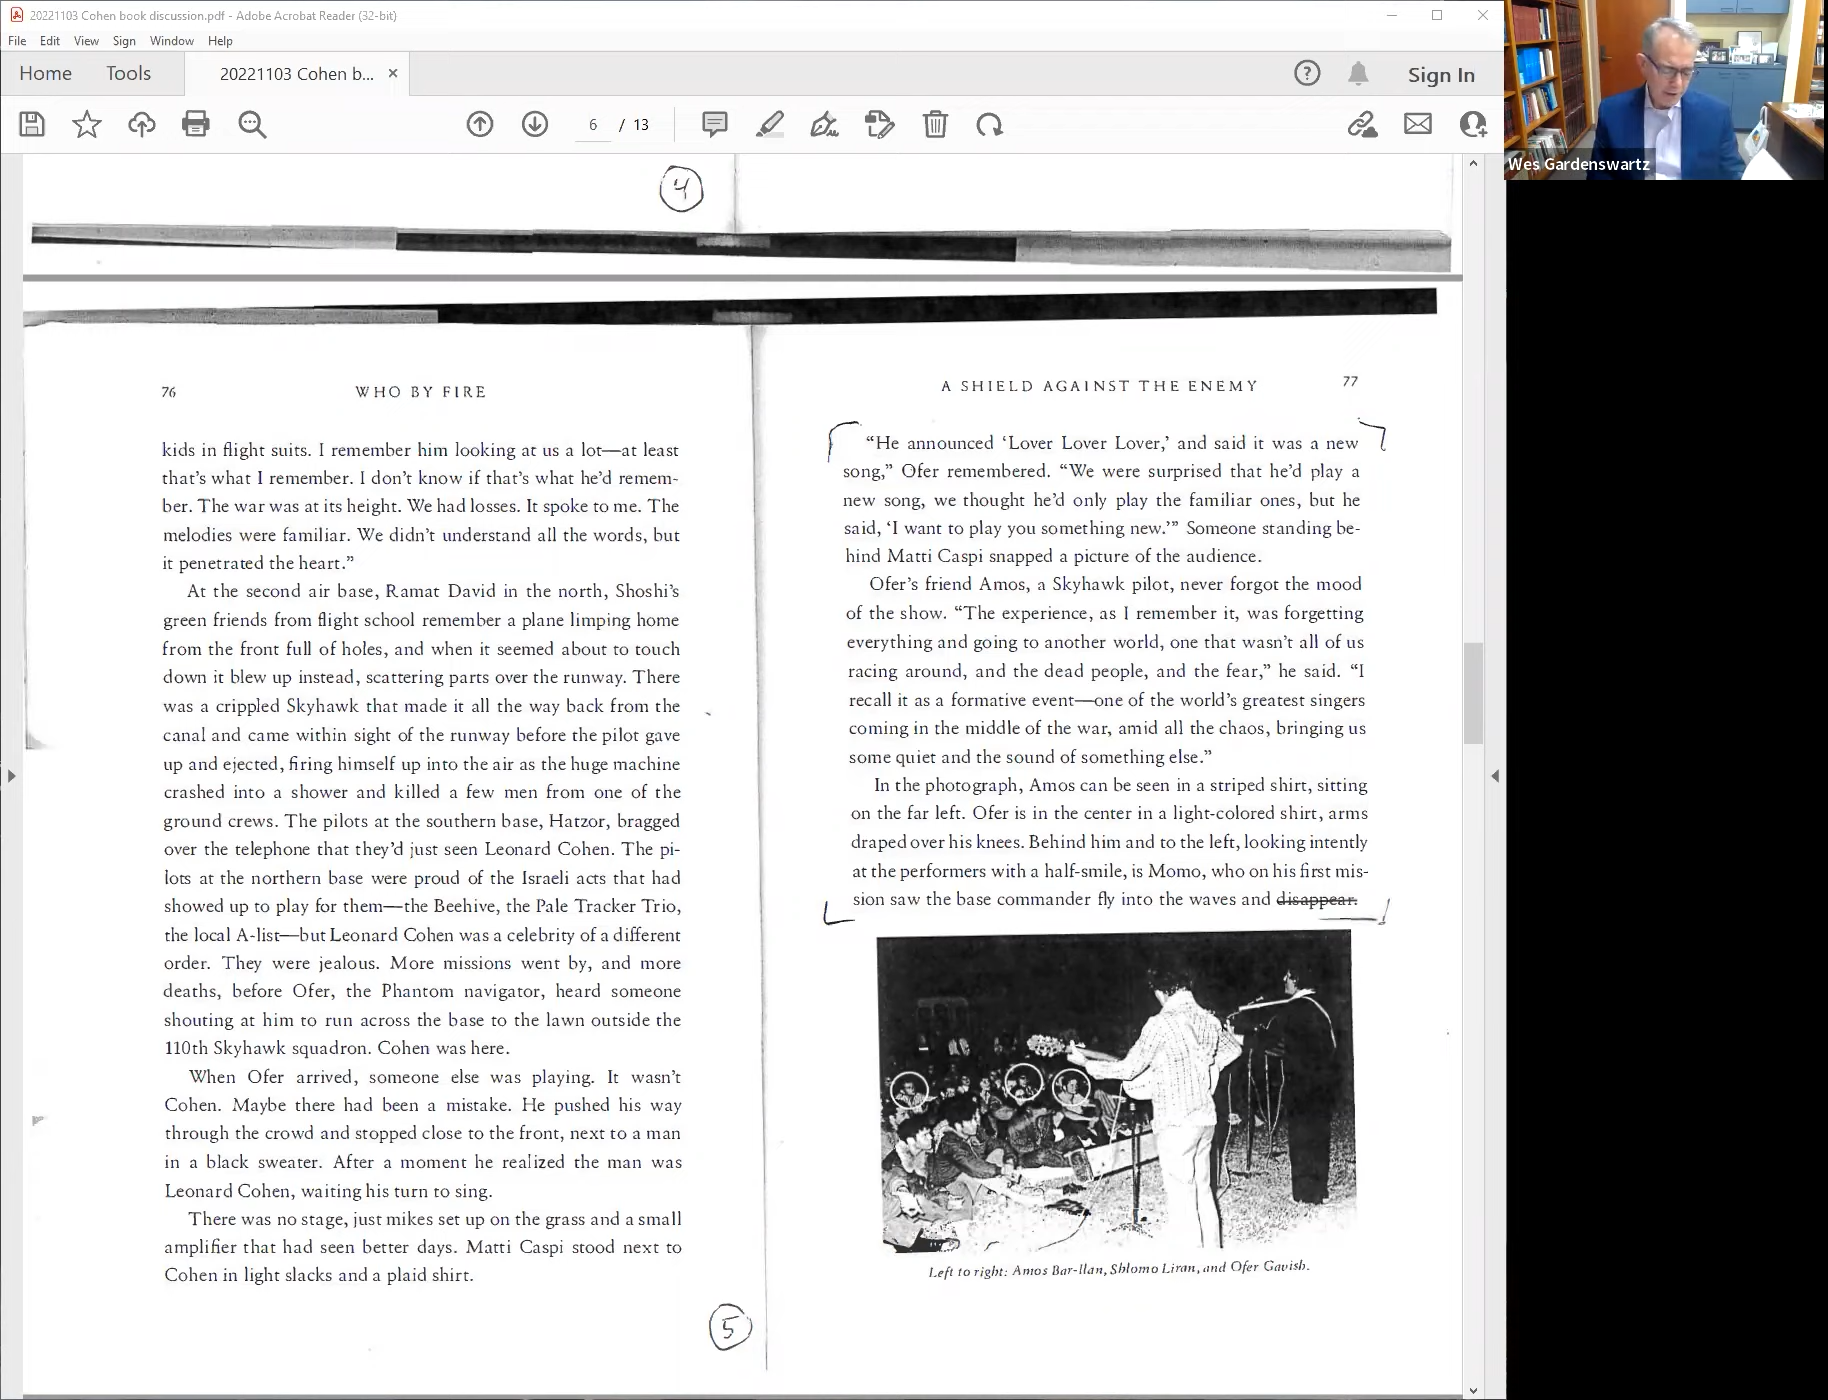 20221103 Cohen book discussion.pdf - Adobe Acrobat Reader (32-bit)
File Edit View Sign Window Help
Home Tools 20221103 Cohen b... ×
Sign In
6 / 13
Wes Gardenswartz
4
76 WHO BY FIRE
kids in flight suits. I remember him looking at us a lot—at least
that's what I remember. I don't know if that's what he'd remem-
ber. The war was at its height. We had losses. It spoke to me. The
melodies were familiar. We didn't understand all the words, but
it penetrated the heart.”
At the second air base, Ramat David in the north, Shoshi's
green friends from flight school remember a plane limping home
from the front full of holes, and when it seemed about to touch
down it blew up instead, scattering parts over the runway. There
was a crippled Skyhawk that made it all the way back from the
canal and came within sight of the runway before the pilot gave
up and ejected, firing himself up into the air as the huge machine
crashed into a shower and killed a few men from one of the
ground crews. The pilots at the southern base, Hatzor, bragged
over the telephone that they'd just seen Leonard Cohen. The pi-
lots at the northern base were proud of the Israeli acts that had
showed up to play for them—the Beehive, the Pale Tracker Trio,
the local A-list—but Leonard Cohen was a celebrity of a different
order. They were jealous. More missions went by, and more
deaths, before Ofer, the Phantom navigator, heard someone
shouting at him to run across the base to the lawn outside the
110th Skyhawk squadron. Cohen was here.
When Ofer arrived, someone else was playing. It wasn't
Cohen. Maybe there had been a mistake. He pushed his way
through the crowd and stopped close to the front, next to a man
in a black sweater. After a moment he realized the man was
Leonard Cohen, waiting his turn to sing.
There was no stage, just mikes set up on the grass and a small
amplifier that had seen better days. Matti Caspi stood next to
Cohen in light slacks and a plaid shirt.
5
A SHIELD AGAINST THE ENEMY 77
“He announced ‘Lover Lover Lover,’ and said it was a new
song,” Ofer remembered. “We were surprised that he'd play a
new song, we thought he'd only play the familiar ones, but he
said, ‘I want to play you something new.’” Someone standing be-
hind Matti Caspi snapped a picture of the audience.
Ofer's friend Amos, a Skyhawk pilot, never forgot the mood
of the show. “The experience, as I remember it, was forgetting
everything and going to another world, one that wasn't all of us
racing around, and the dead people, and the fear,” he said. “I
recall it as a formative event—one of the world's greatest singers
coming in the middle of the war, amid all the chaos, bringing us
some quiet and the sound of something else.”
In the photograph, Amos can be seen in a striped shirt, sitting
on the far left. Ofer is in the center in a light-colored shirt, arms
draped over his knees. Behind him and to the left, looking intently
at the performers with a half-smile, is Momo, who on his first mis-
sion saw the base commander fly into the waves and disappear.
Left to right: Amos Bar-Ilan, Shlomo Liran, and Ofer Gavish.